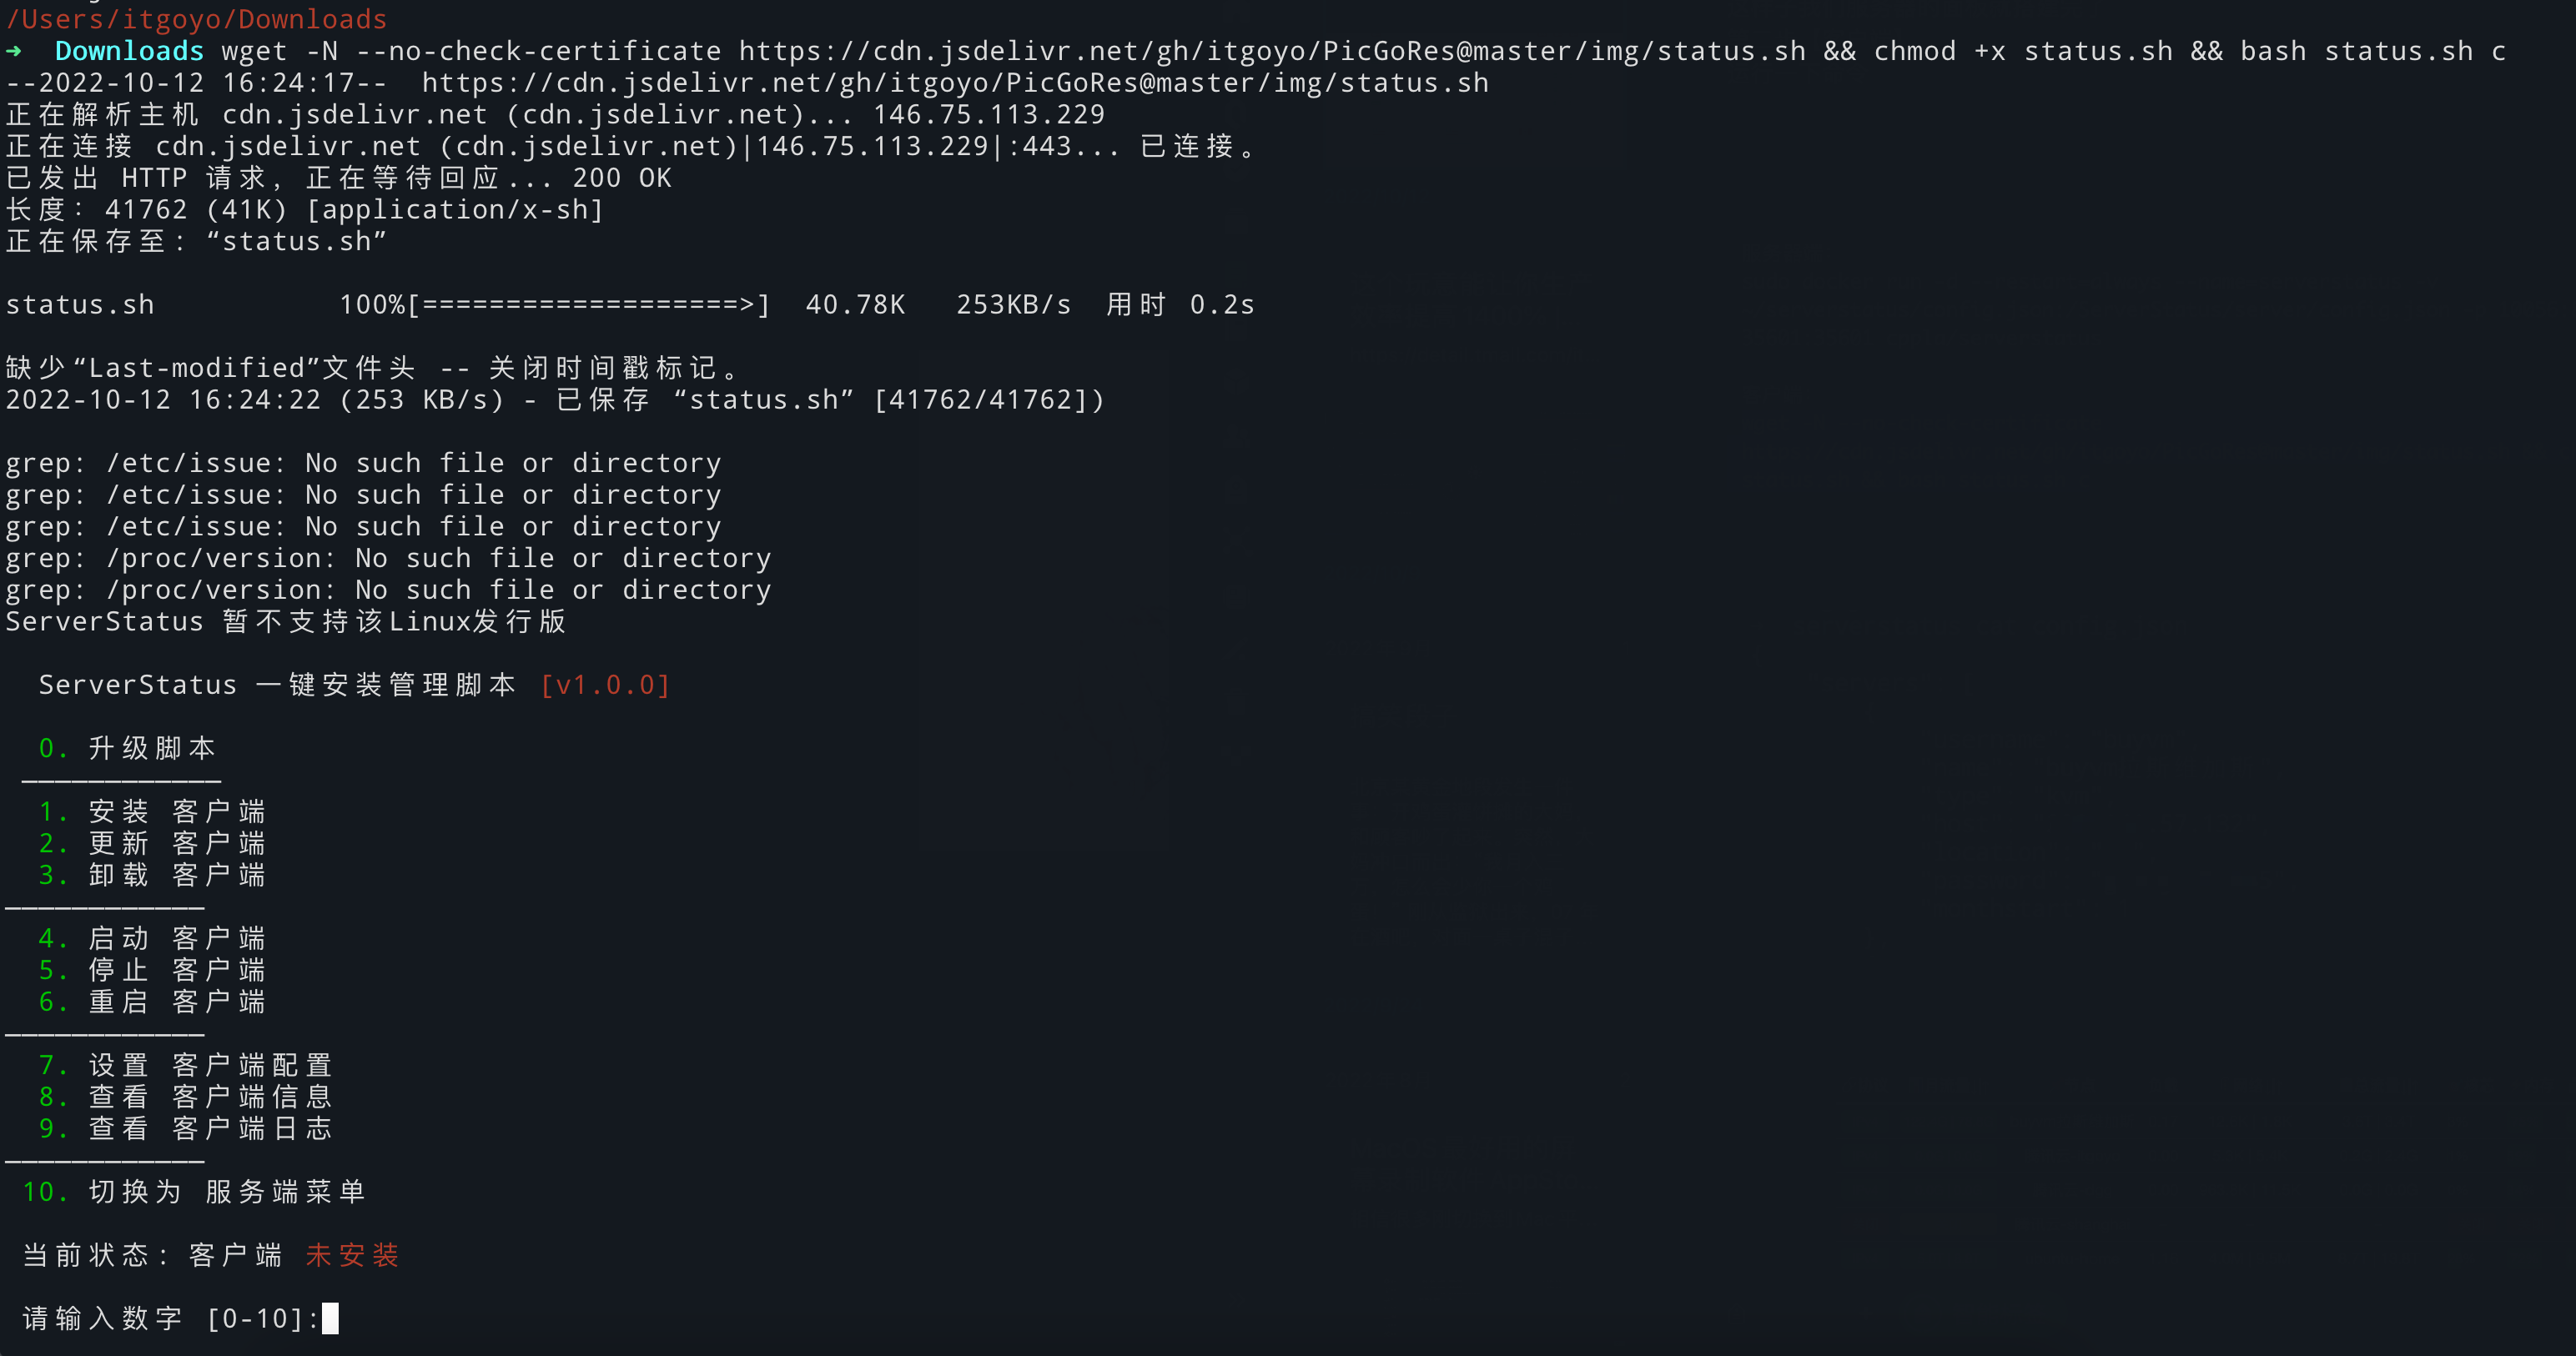 /Users/itgoyo/Downloads
➜  Downloads wget -N --no-check-certificate https://cdn.jsdelivr.net/gh/itgoyo/PicGoRes@master/img/status.sh && chmod +x status.sh && bash status.sh c
--2022-10-12 16:24:17--  https://cdn.jsdelivr.net/gh/itgoyo/PicGoRes@master/img/status.sh
正在解析主机 cdn.jsdelivr.net (cdn.jsdelivr.net)... 146.75.113.229
正在连接 cdn.jsdelivr.net (cdn.jsdelivr.net)|146.75.113.229|:443... 已连接。
已发出 HTTP 请求，正在等待回应... 200 OK
长度：41762 (41K) [application/x-sh]
正在保存至: “status.sh”
status.sh           100%[===================>]  40.78K   253KB/s  用时 0.2s
缺少“Last-modified”文件头 -- 关闭时间戳标记。
2022-10-12 16:24:22 (253 KB/s) - 已保存 “status.sh” [41762/41762])
grep: /etc/issue: No such file or directory
grep: /etc/issue: No such file or directory
grep: /etc/issue: No such file or directory
grep: /proc/version: No such file or directory
grep: /proc/version: No such file or directory
ServerStatus 暂不支持该Linux发行版
ServerStatus 一键安装管理脚本 [v1.0.0]
0. 升级脚本
————————————
1. 安装 客户端
2. 更新 客户端
3. 卸载 客户端
————————————
4. 启动 客户端
5. 停止 客户端
6. 重启 客户端
————————————
7. 设置 客户端配置
8. 查看 客户端信息
9. 查看 客户端日志
————————————
10. 切换为 服务端菜单
当前状态: 客户端 未安装
请输入数字 [0-10]: